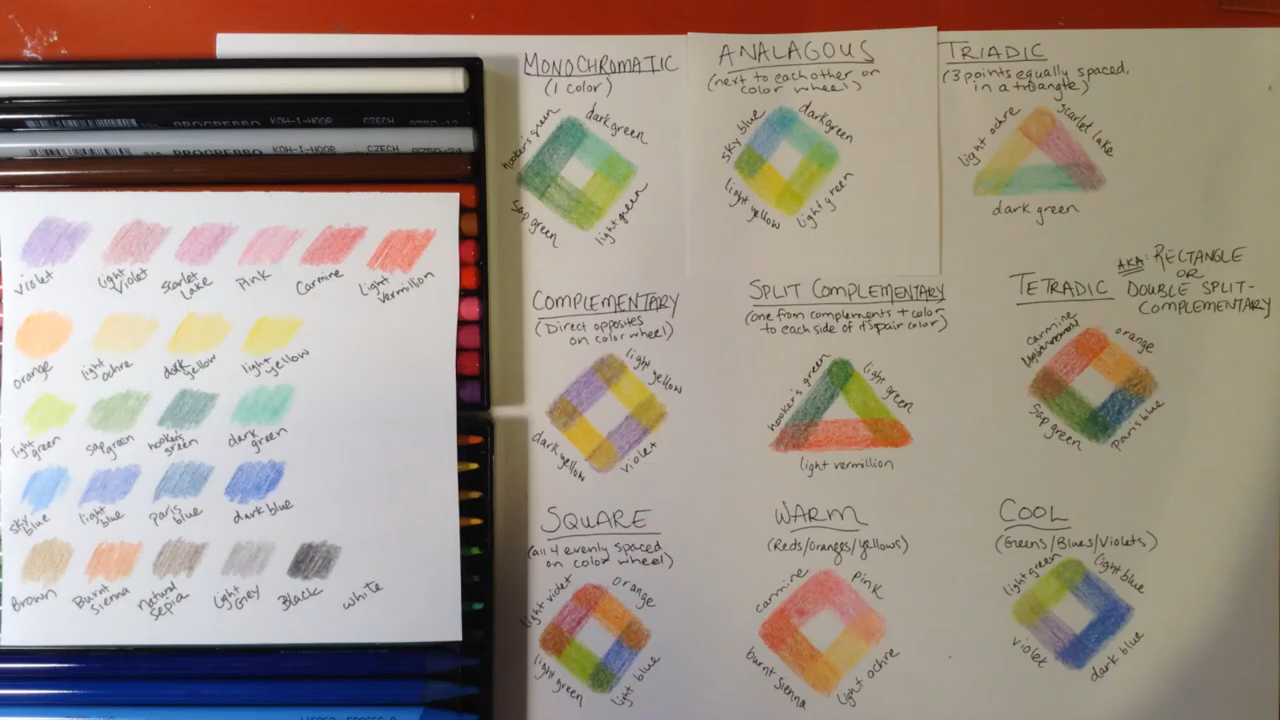 PROGRESSO KOH-I-NOOR CZECH 8750
PROGRESSO KOH-I-NOOR CZECH 8750
violet
light
violet
Scarlet
Lake
Pink
Carmine
Light
Vermillion
orange
light
ochre
dark
yellow
light
yellow
light
green
sap green
hooker's
green
dark
green
sky
blue
light
blue
paris
blue
dark blue
Brown
Burnt
Sienna
natural
Sepia
Light
Grey
Black
white
MONOCHROMATIC
(1 color)
hooker's green
dark green
Sap green
light green
ANALAGOUS
(next to each other on
color wheel)
sky blue
dark green
light yellow
light green
TRIADIC
(3 points equally spaced,
in a triangle)
light ochre
scarlet lake
dark green
COMPLEMENTARY
(Direct opposites
on color wheel)
light yellow
dark yellow
violet
SPLIT COMPLEMENTARY
(one from complements + color
to each side of it's pair color)
hooker's green
light green
light vermillion
TETRADIC
AKA: RECTANGLE
OR
DOUBLE SPLIT-
COMPLEMENTARY
carmine
orange
Sap green
paris blue
SQUARE
(all 4 evenly spaced
on color wheel)
light violet
orange
light green
light blue
WARM
(Reds/Oranges/Yellows)
carmine
pink
burnt sienna
light ochre
COOL
(Greens/Blues/Violets)
light green
light blue
violet
dark blue